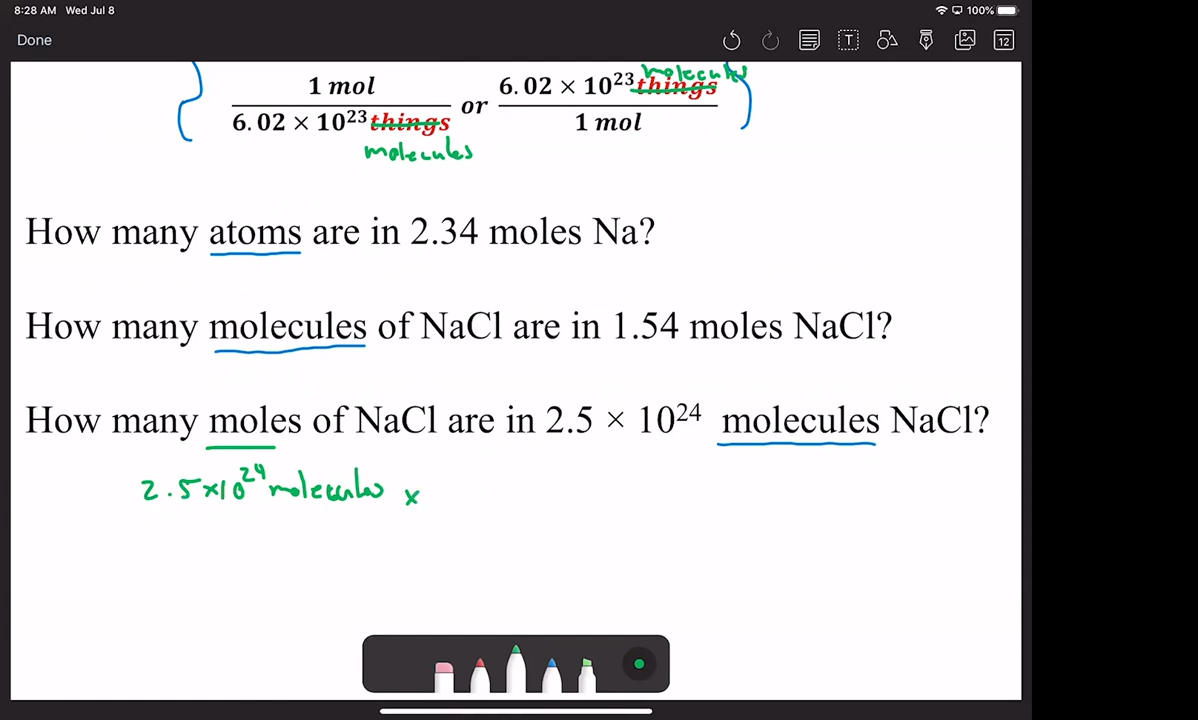 8:28 AM Wed Jul 8 100%
Done 12
molecules
1 mol 6.02 × 10²³ things
or
6.02 × 10²³ things 1 mol
molecules
How many atoms are in 2.34 moles Na?
How many molecules of NaCl are in 1.54 moles NaCl?
How many moles of NaCl are in 2.5 × 10²⁴ molecules NaCl?
2.5×10²⁴ molecules ×